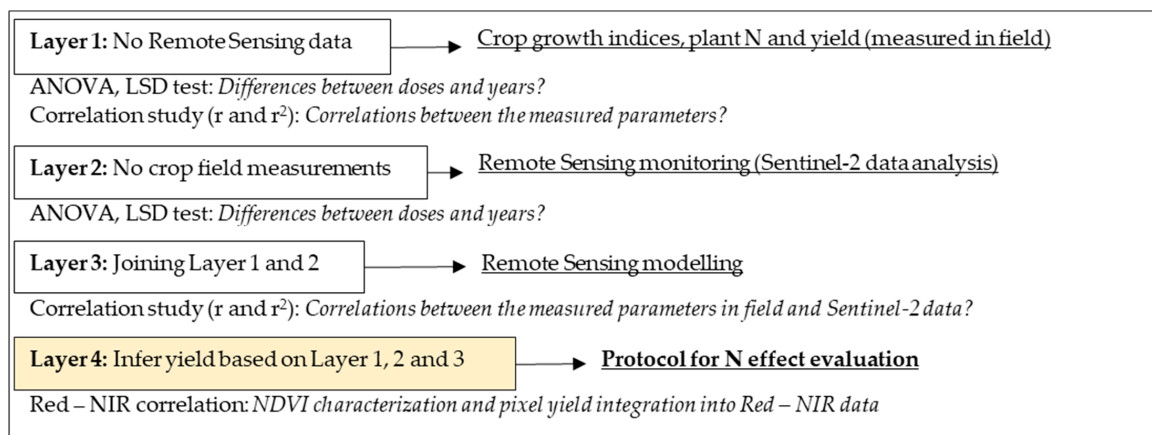 Layer 1: No Remote Sensing data
Crop growth indices, plant N and yield (measured in field)
ANOVA, LSD test: Differences between doses and years?
Correlation study (r and r²): Correlations between the measured parameters?
Layer 2: No crop field measurements
Remote Sensing monitoring (Sentinel-2 data analysis)
ANOVA, LSD test: Differences between doses and years?
Layer 3: Joining Layer 1 and 2
Remote Sensing modelling
Correlation study (r and r²): Correlations between the measured parameters in field and Sentinel-2 data?
Layer 4: Infer yield based on Layer 1, 2 and 3
Protocol for N effect evaluation
Red – NIR correlation: NDVI characterization and pixel yield integration into Red – NIR data